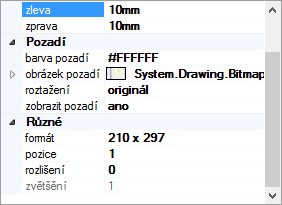 zleva 10mm
zprava 10mm
Pozadí
barva pozadí #FFFFFF
obrázek pozadí System.Drawing.Bitmap
roztažení originál
zobrazit pozadí ano
Různé
formát 210 x 297
pozice 1
rozlišení 0
zvětšění 1